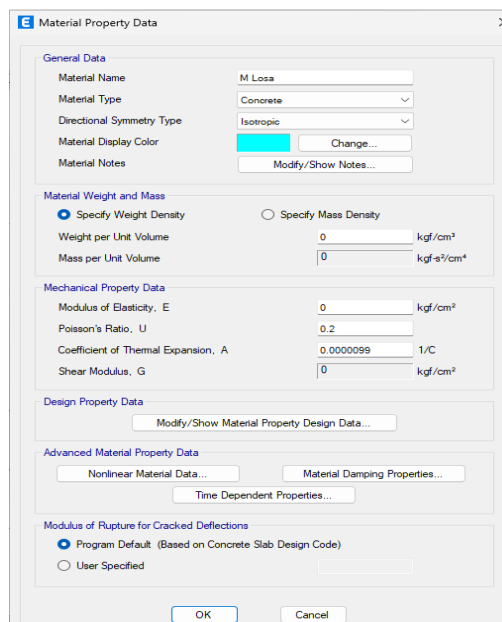 E Material Property Data
General Data
Material Name M Losa
Material Type Concrete
Directional Symmetry Type Isotropic
Material Display Color Change...
Material Notes Modify/Show Notes...
Material Weight and Mass
Specify Weight Density Specify Mass Density
Weight per Unit Volume 0 kgf/cm³
Mass per Unit Volume 0 kgf-s²/cm⁴
Mechanical Property Data
Modulus of Elasticity, E 0 kgf/cm²
Poisson's Ratio, U 0.2
Coefficient of Thermal Expansion, A 0.0000099 1/C
Shear Modulus, G 0 kgf/cm²
Design Property Data
Modify/Show Material Property Design Data...
Advanced Material Property Data
Nonlinear Material Data... Material Damping Properties...
Time Dependent Properties...
Modulus of Rupture for Cracked Deflections
Program Default (Based on Concrete Slab Design Code)
User Specified
OK Cancel